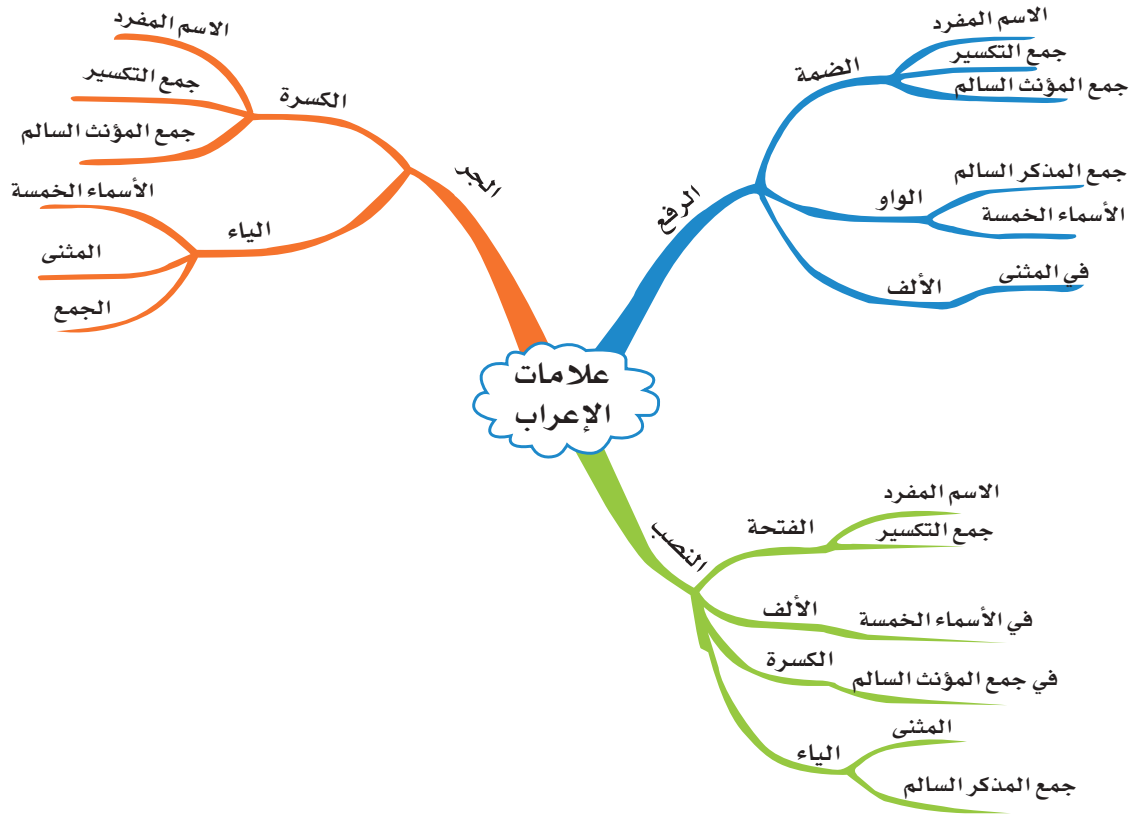 علامات
الإعراب
الرفع
الضمة
الاسم المفرد
جمع التكسير
جمع المؤنث السالم
الواو
جمع المذكر السالم
الأسماء الخمسة
الألف
في المثنى
النصب
الفتحة
الاسم المفرد
جمع التكسير
الألف
في الأسماء الخمسة
الكسرة
في جمع المؤنث السالم
الياء
المثنى
جمع المذكر السالم
الجر
الكسرة
الاسم المفرد
جمع التكسير
جمع المؤنث السالم
الياء
الأسماء الخمسة
المثنى
الجمع